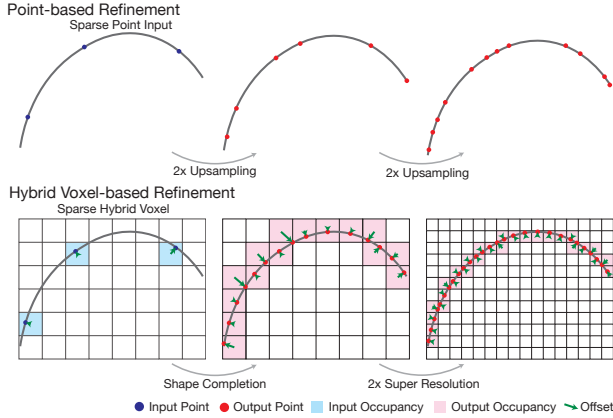 Point-based Refinement
Sparse Point Input
2x Upsampling
2x Upsampling
Hybrid Voxel-based Refinement
Sparse Hybrid Voxel
Shape Completion
2x Super Resolution
Input Point
Output Point
Input Occupancy
Output Occupancy
Offset